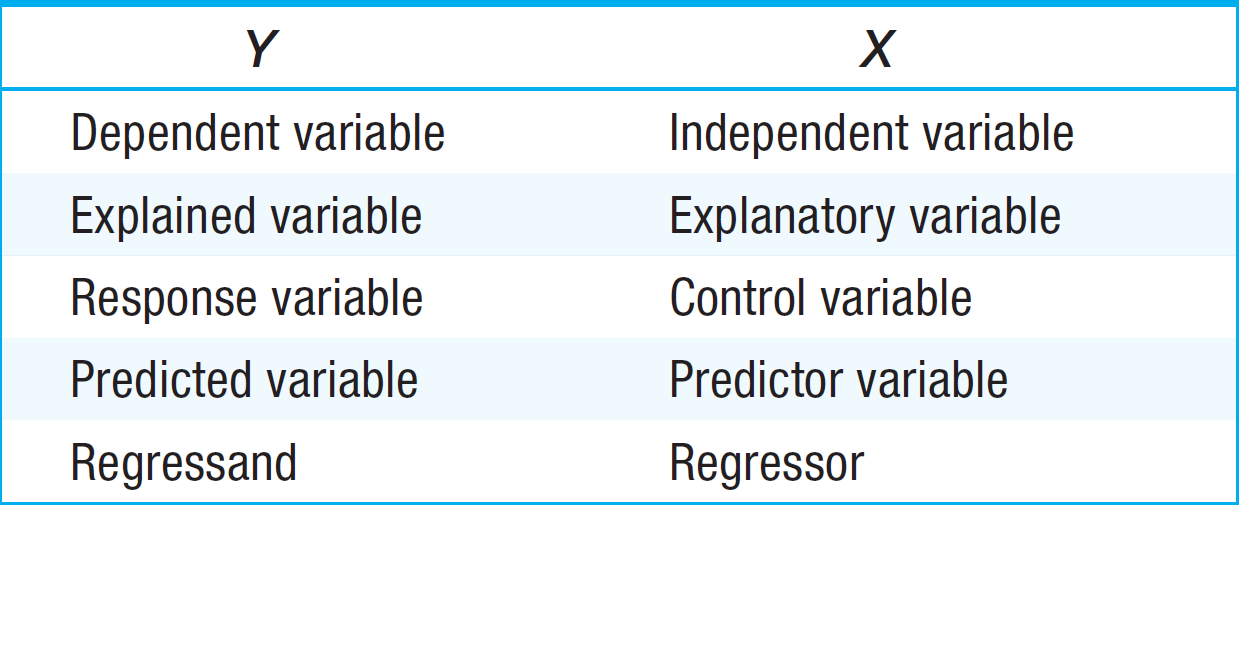 Y X
Dependent variable Independent variable
Explained variable Explanatory variable
Response variable Control variable
Predicted variable Predictor variable
Regressand Regressor